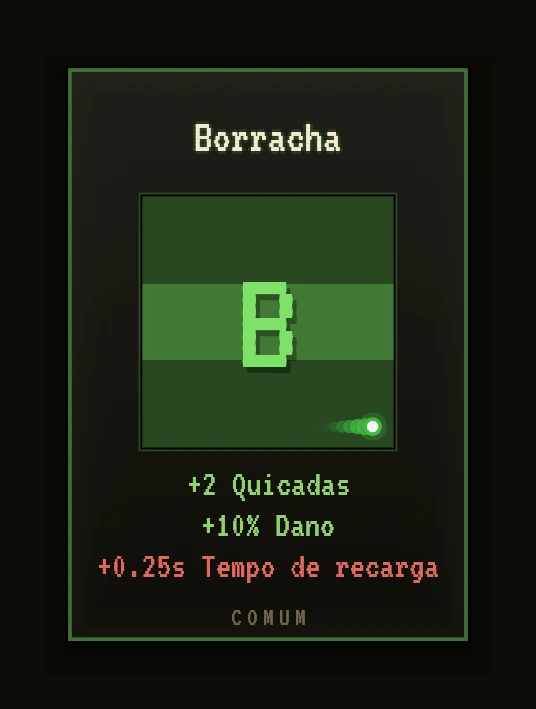 Borracha
B
+2 Quicadas
+10% Dano
+0.25s Tempo de recarga
COMUM